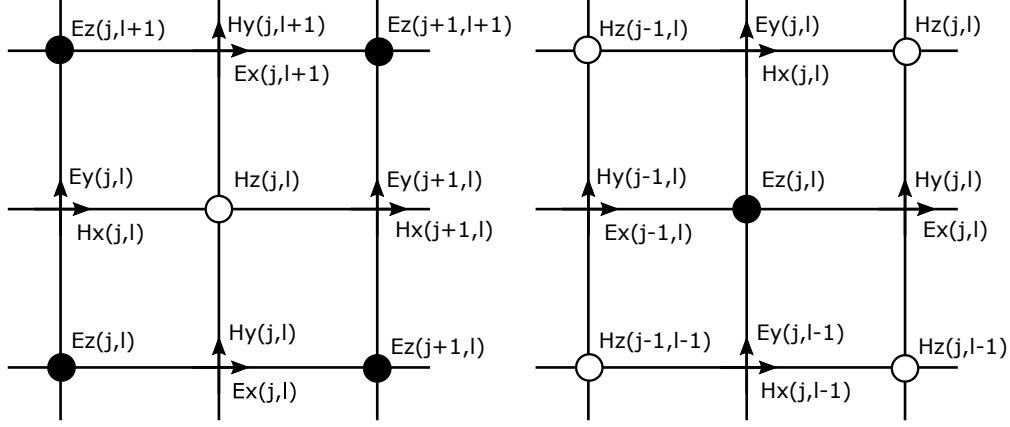 Ez(j,l+1)
Hy(j,l+1)
Ez(j+1,l+1)
Ex(j,l+1)
Ey(j,l)
Hz(j,l)
Ey(j+1,l)
Hx(j,l)
Hx(j+1,l)
Ez(j,l)
Hy(j,l)
Ez(j+1,l)
Ex(j,l)
Hz(j-1,l)
Ey(j,l)
Hz(j,l)
Hx(j,l)
Hy(j-1,l)
Ez(j,l)
Hy(j,l)
Ex(j-1,l)
Ex(j,l)
Hz(j-1,l-1)
Ey(j,l-1)
Hz(j,l-1)
Hx(j,l-1)